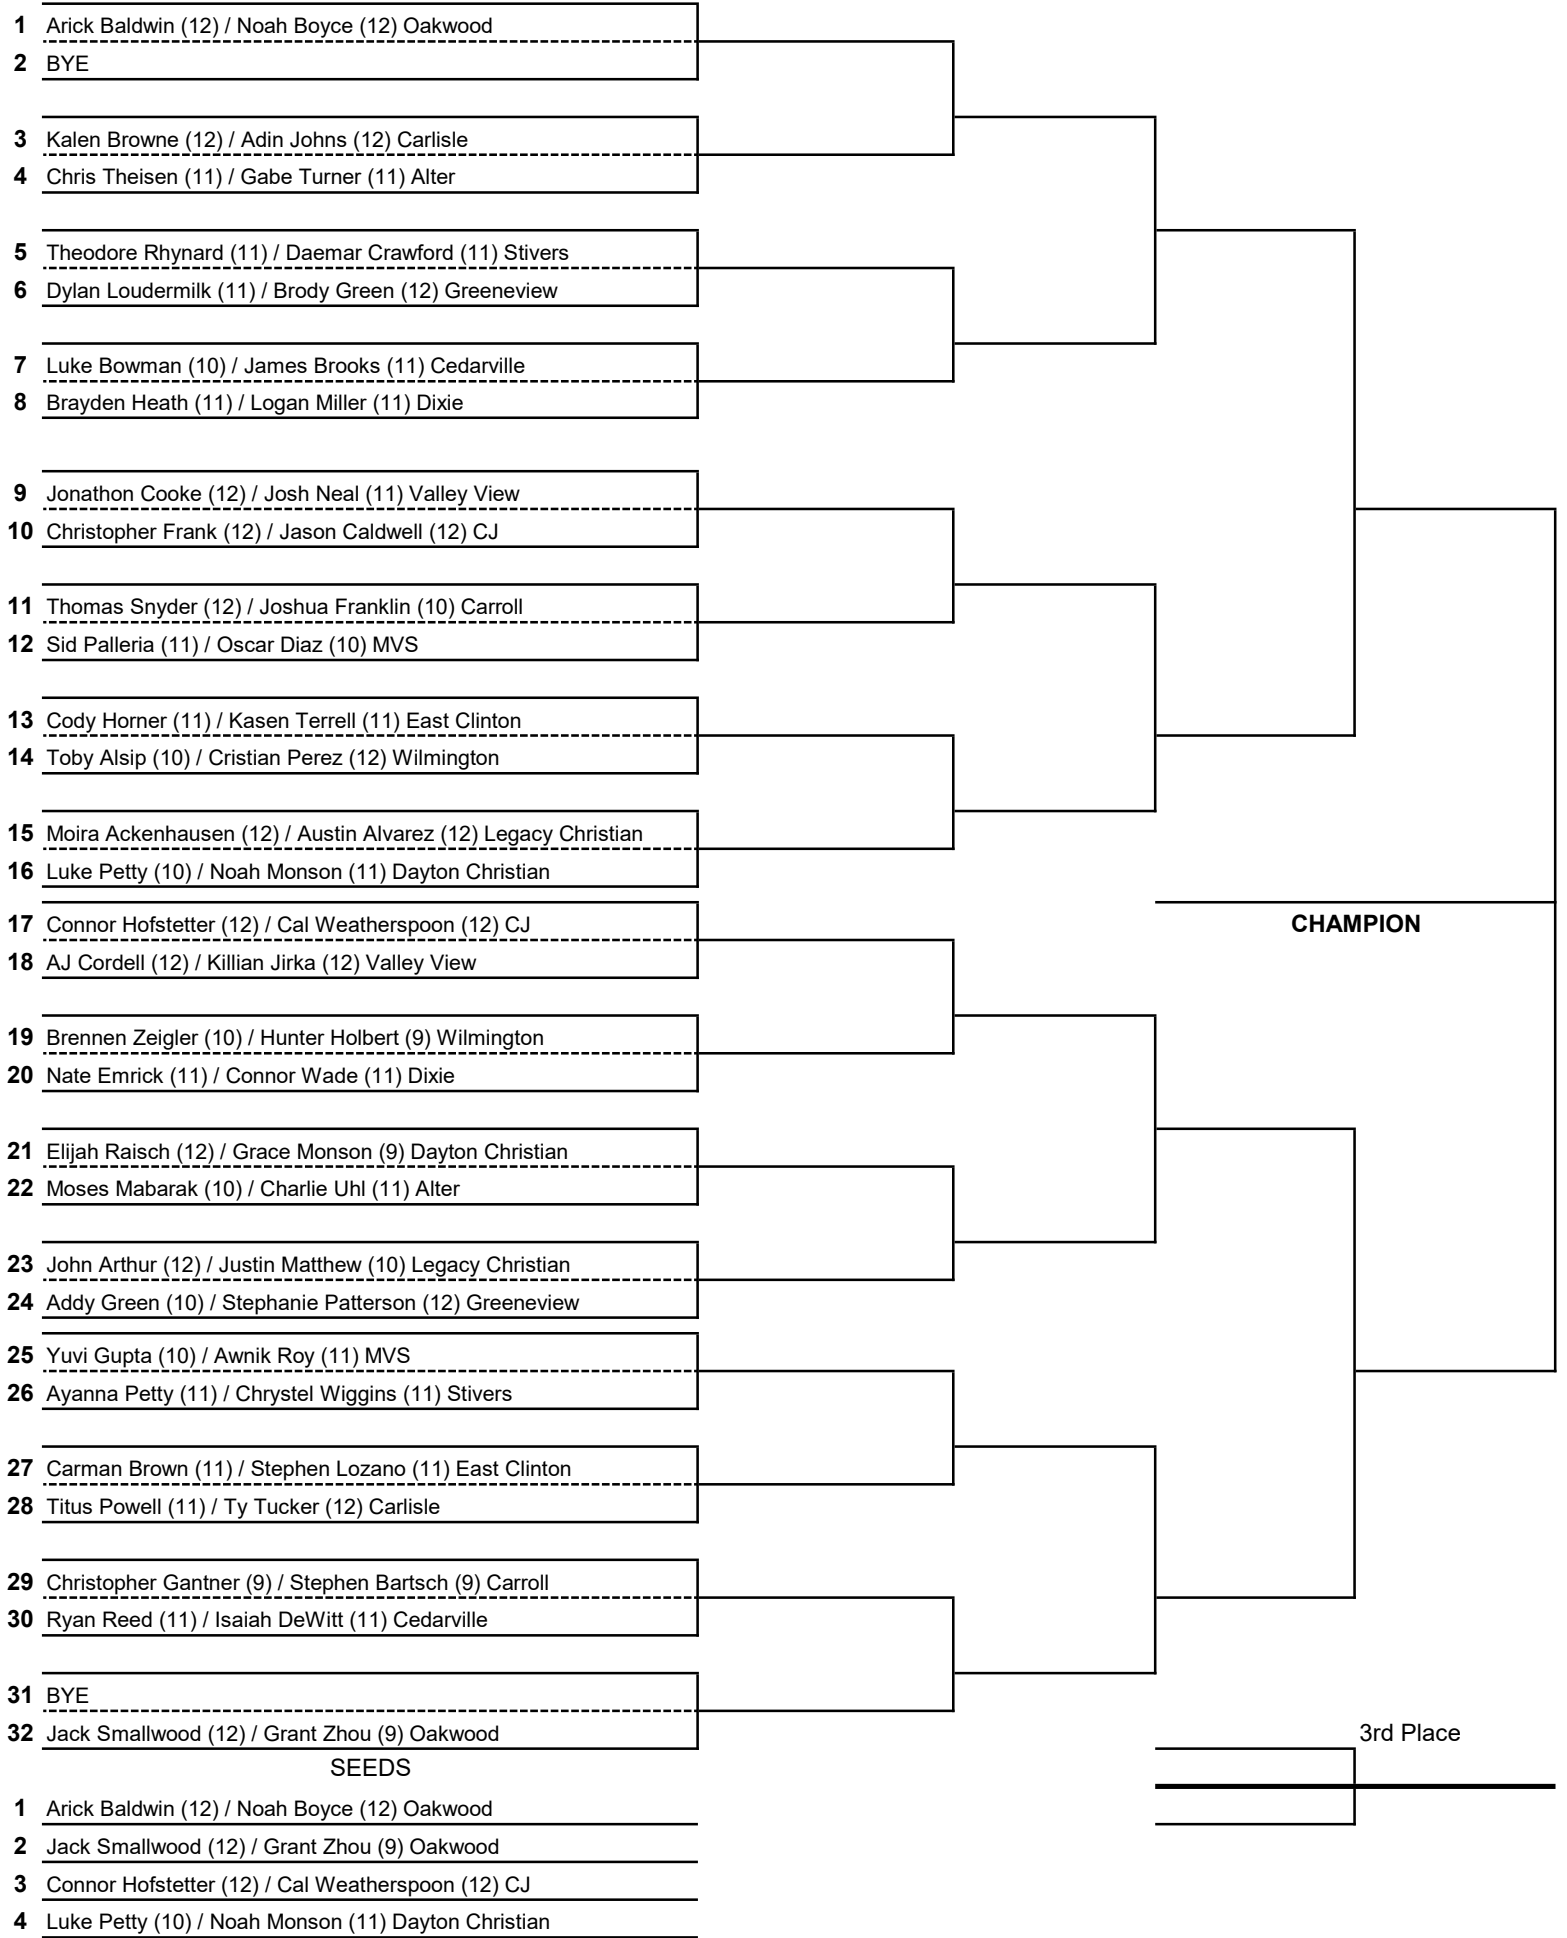 1 Arick Baldwin (12) / Noah Boyce (12) Oakwood
2 BYE
3 Kalen Browne (12) / Adin Johns (12) Carlisle
4 Chris Theisen (11) / Gabe Turner (11) Alter
5 Theodore Rhynard (11) / Daemar Crawford (11) Stivers
6 Dylan Loudermilk (11) / Brody Green (12) Greeneview
7 Luke Bowman (10) / James Brooks (11) Cedarville
8 Brayden Heath (11) / Logan Miller (11) Dixie
9 Jonathon Cooke (12) / Josh Neal (11) Valley View
10 Christopher Frank (12) / Jason Caldwell (12) CJ
11 Thomas Snyder (12) / Joshua Franklin (10) Carroll
12 Sid Palleria (11) / Oscar Diaz (10) MVS
13 Cody Horner (11) / Kasen Terrell (11) East Clinton
14 Toby Alsip (10) / Cristian Perez (12) Wilmington
15 Moira Ackenhausen (12) / Austin Alvarez (12) Legacy Christian
16 Luke Petty (10) / Noah Monson (11) Dayton Christian
17 Connor Hofstetter (12) / Cal Weatherspoon (12) CJ
CHAMPION
18 AJ Cordell (12) / Killian Jirka (12) Valley View
19 Brennen Zeigler (10) / Hunter Holbert (9) Wilmington
20 Nate Emrick (11) / Connor Wade (11) Dixie
21 Elijah Raisch (12) / Grace Monson (9) Dayton Christian
22 Moses Mabarak (10) / Charlie Uhl (11) Alter
23 John Arthur (12) / Justin Matthew (10) Legacy Christian
24 Addy Green (10) / Stephanie Patterson (12) Greeneview
25 Yuvi Gupta (10) / Awnik Roy (11) MVS
26 Ayanna Petty (11) / Chrystel Wiggins (11) Stivers
27 Carman Brown (11) / Stephen Lozano (11) East Clinton
28 Titus Powell (11) / Ty Tucker (12) Carlisle
29 Christopher Gantner (9) / Stephen Bartsch (9) Carroll
30 Ryan Reed (11) / Isaiah DeWitt (11) Cedarville
31 BYE
32 Jack Smallwood (12) / Grant Zhou (9) Oakwood
3rd Place
SEEDS
1 Arick Baldwin (12) / Noah Boyce (12) Oakwood
2 Jack Smallwood (12) / Grant Zhou (9) Oakwood
3 Connor Hofstetter (12) / Cal Weatherspoon (12) CJ
4 Luke Petty (10) / Noah Monson (11) Dayton Christian